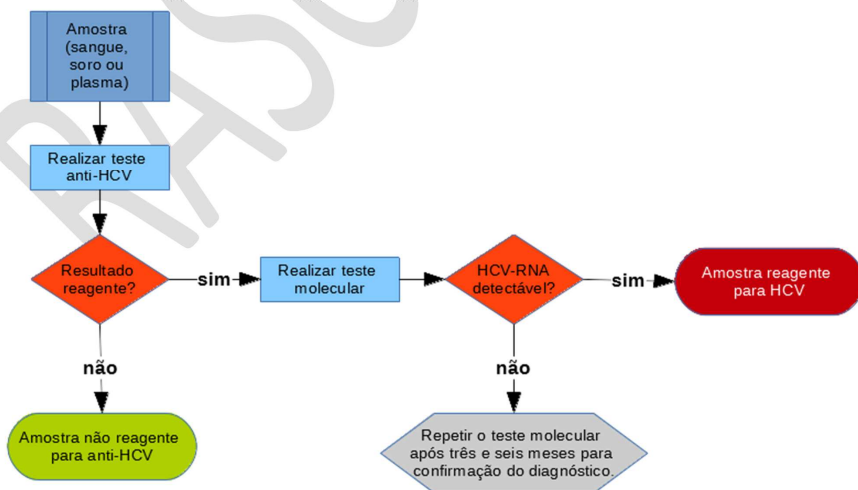 Amostra
(sangue,
soro ou
plasma)
Realizar teste
anti-HCV
Resultado
reagente?
sim
Realizar teste
molecular
HCV-RNA
detectável?
sim
Amostra reagente
para HCV
não
não
Amostra não reagente
para anti-HCV
Repetir o teste molecular
após três e seis meses para
confirmação do diagnóstico.